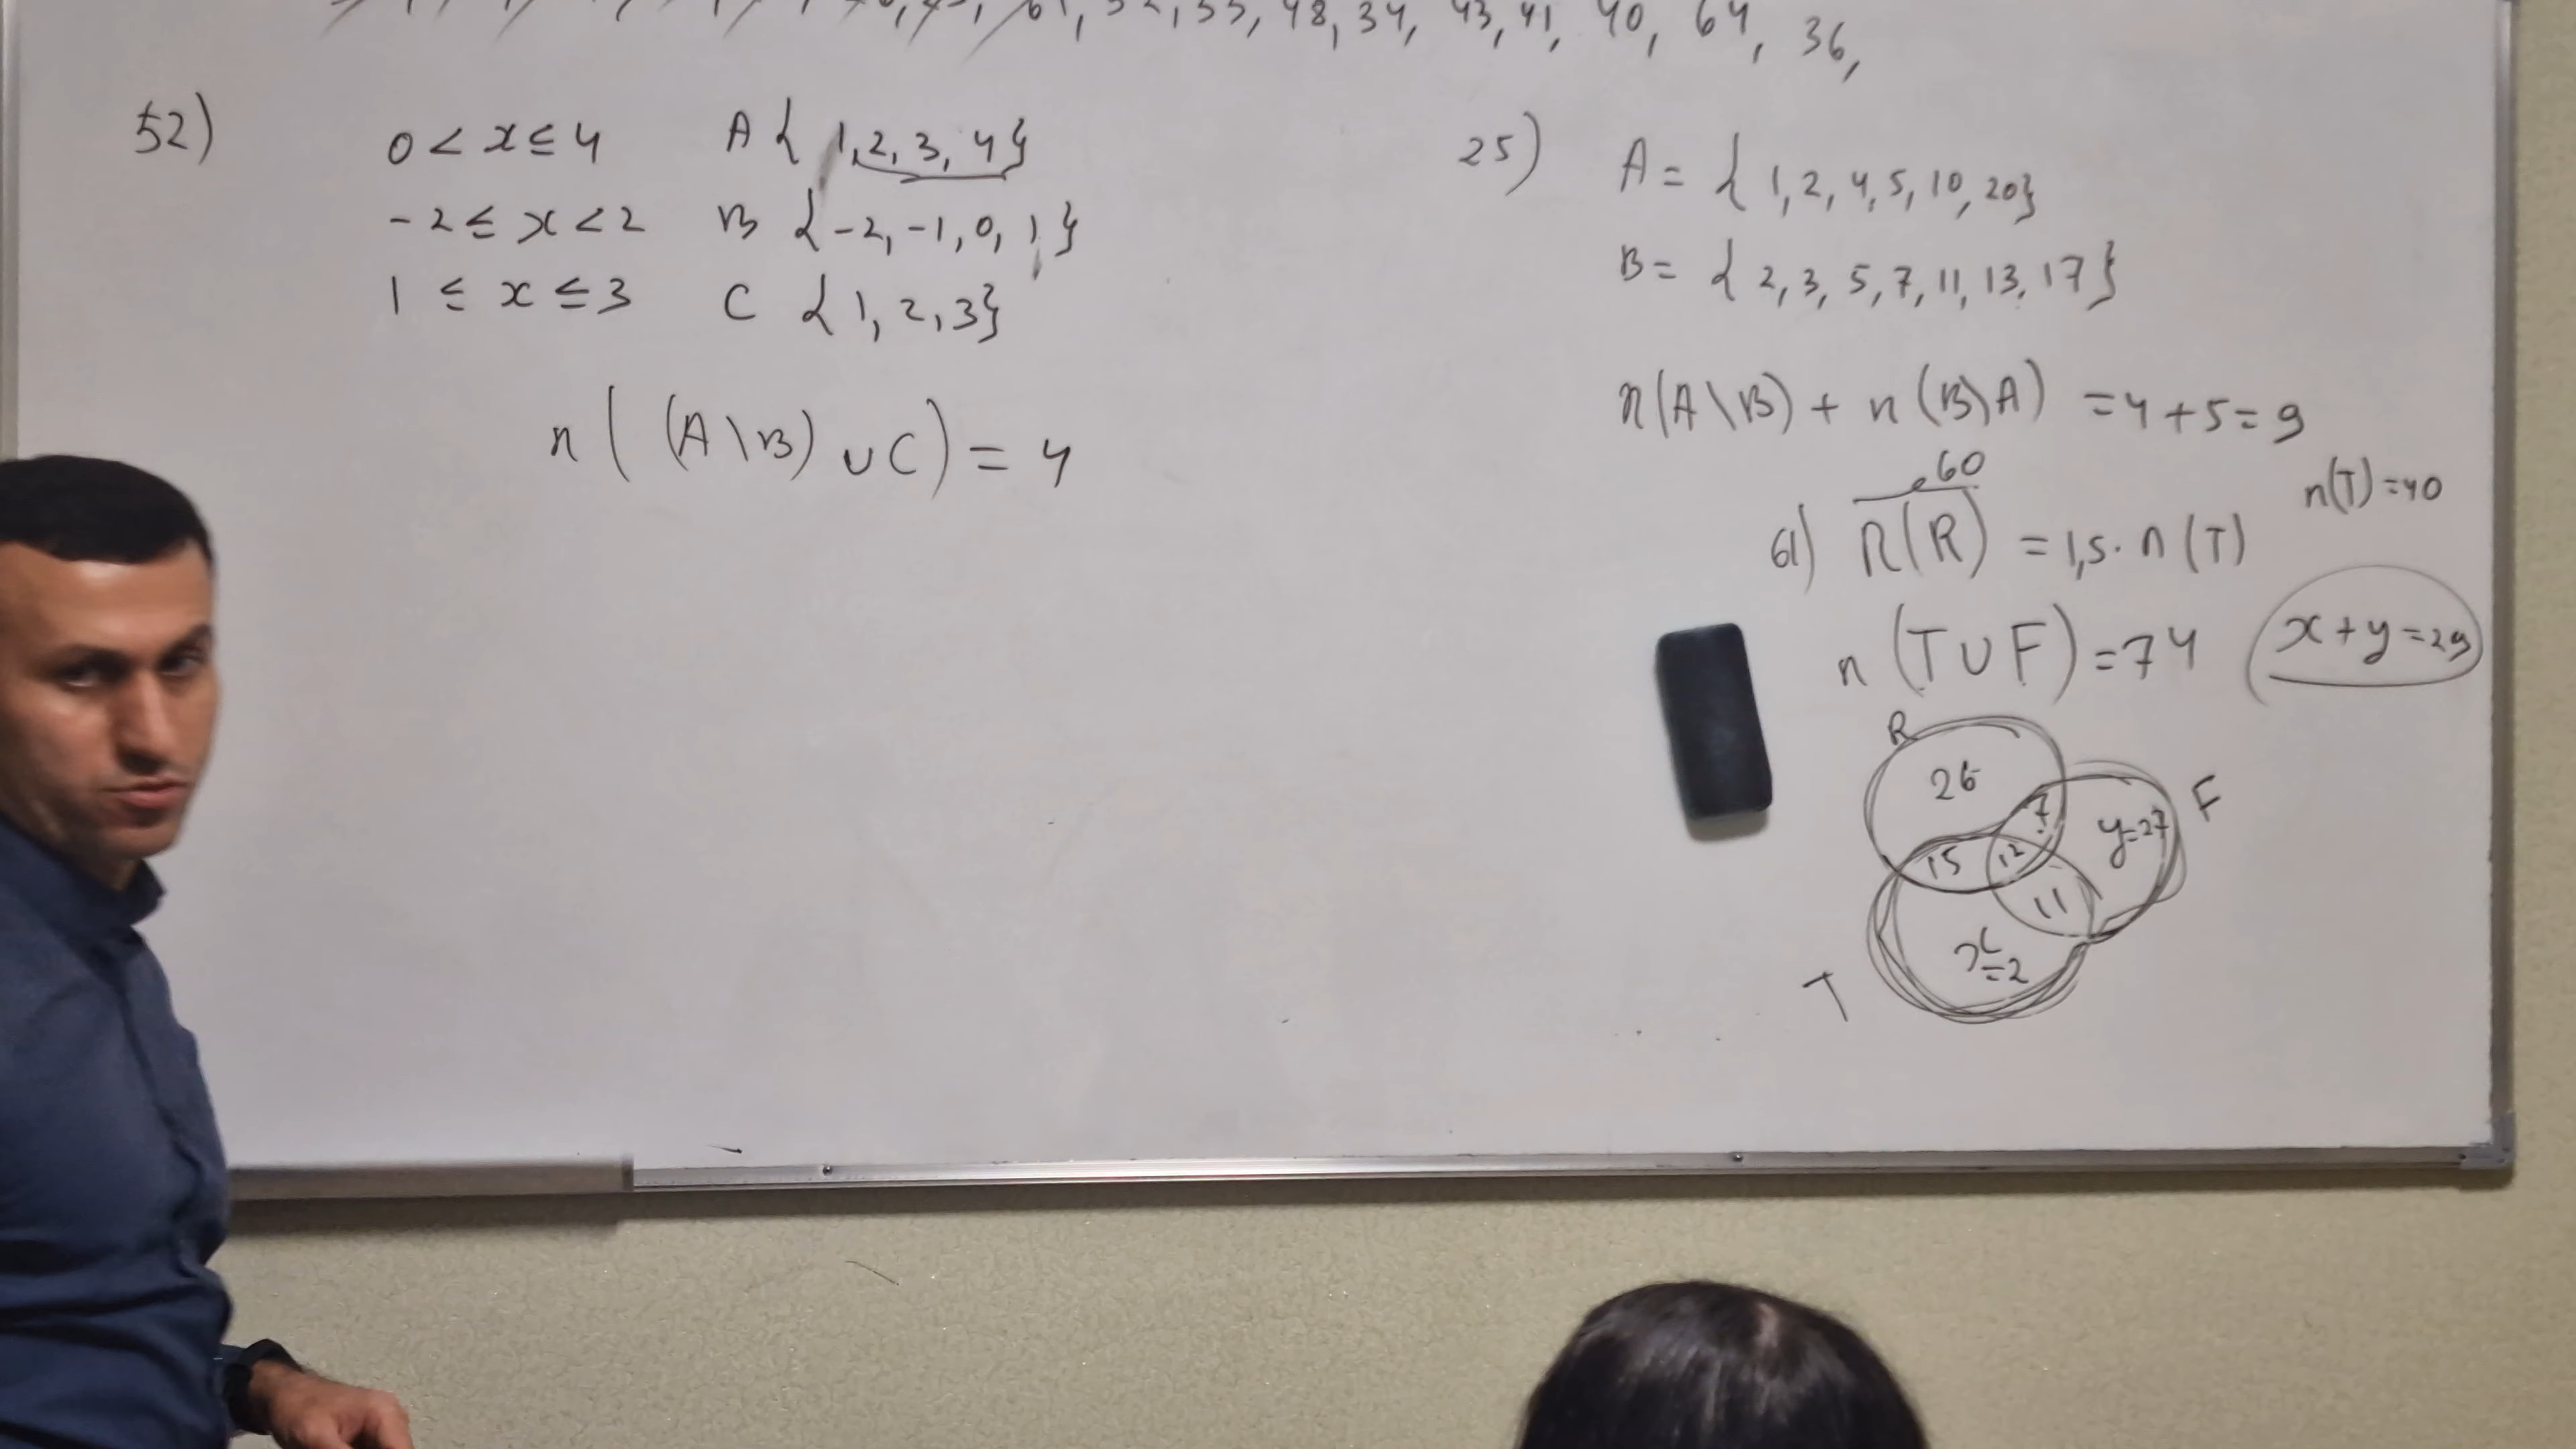 48, 34, 43, 41, 40, 64, 36,
52)
0 < x ≤ 4 A { 1, 2, 3, 4}
-2 ≤ x < 2 B {-2, -1, 0, 1}
1 ≤ x ≤ 3 C {1, 2, 3}
n( (A\B) ∪ C) = 4
25) A = { 1, 2, 4, 5, 10, 20}
B = { 2, 3, 5, 7, 11, 13, 17}
n(A\B) + n(B\A) = 4 + 5 = 9
60
n(T) = 40
61) n(R) = 1,5 · n(T)
n (T ∪ F) = 74
x + y = 29
R
26
7
F
y=27
15
12
11
x
=2
T